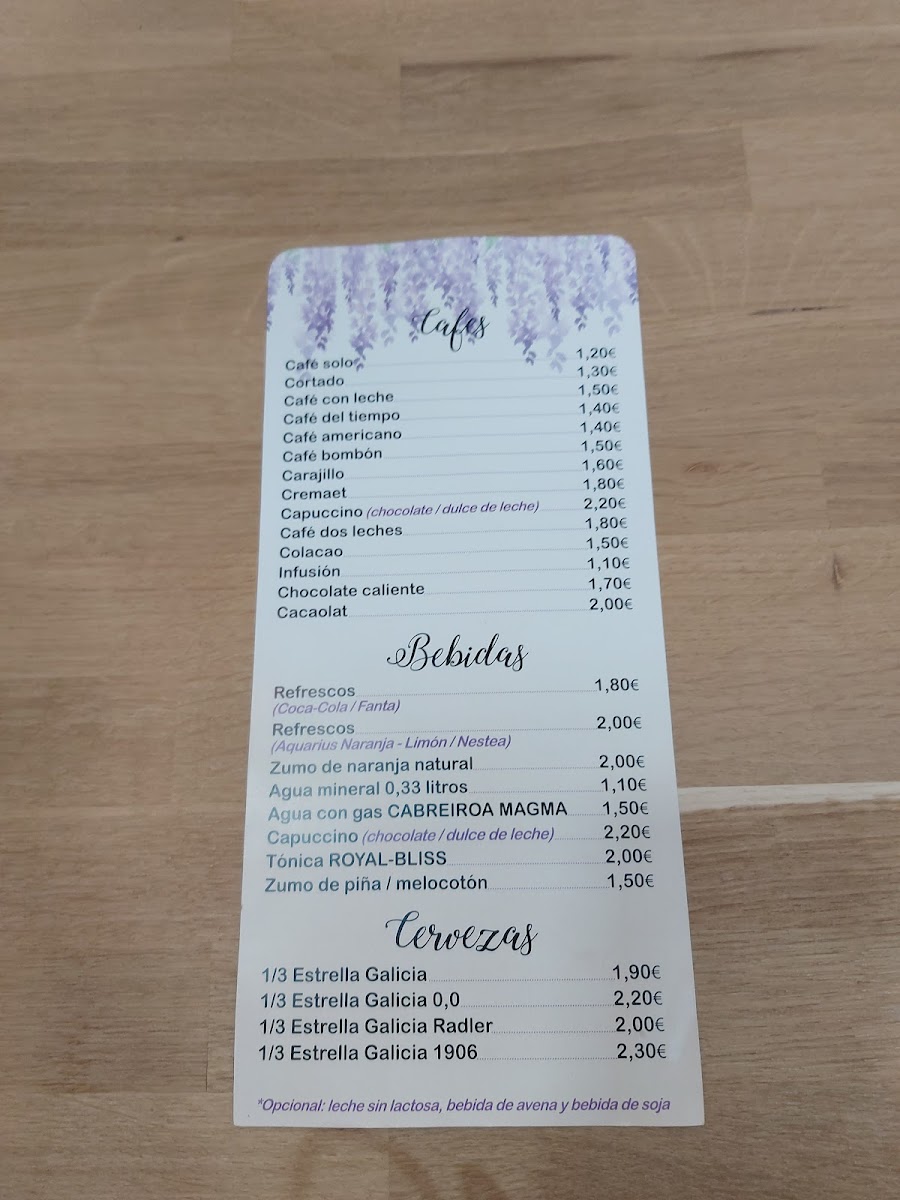 Cafes
Café solo 1,20€
Cortado 1,30€
Café con leche 1,50€
Café del tiempo 1,40€
Café americano 1,40€
Café bombón 1,50€
Carajillo 1,60€
Cremaet 1,80€
Capuccino (chocolate / dulce de leche) 2,20€
Café dos leches 1,80€
Colacao 1,50€
Infusión 1,10€
Chocolate caliente 1,70€
Cacaolat 2,00€
Bebidas
Refrescos 1,80€
(Coca-Cola / Fanta)
Refrescos 2,00€
(Aquarius Naranja - Limón / Nestea)
Zumo de naranja natural 2,00€
Agua mineral 0,33 litros 1,10€
Agua con gas CABREIROA MAGMA 1,50€
Capuccino (chocolate / dulce de leche) 2,20€
Tónica ROYAL-BLISS 2,00€
Zumo de piña / melocotón 1,50€
Cervezas
1/3 Estrella Galicia 1,90€
1/3 Estrella Galicia 0,0 2,20€
1/3 Estrella Galicia Radler 2,00€
1/3 Estrella Galicia 1906 2,30€
*Opcional: leche sin lactosa, bebida de avena y bebida de soja